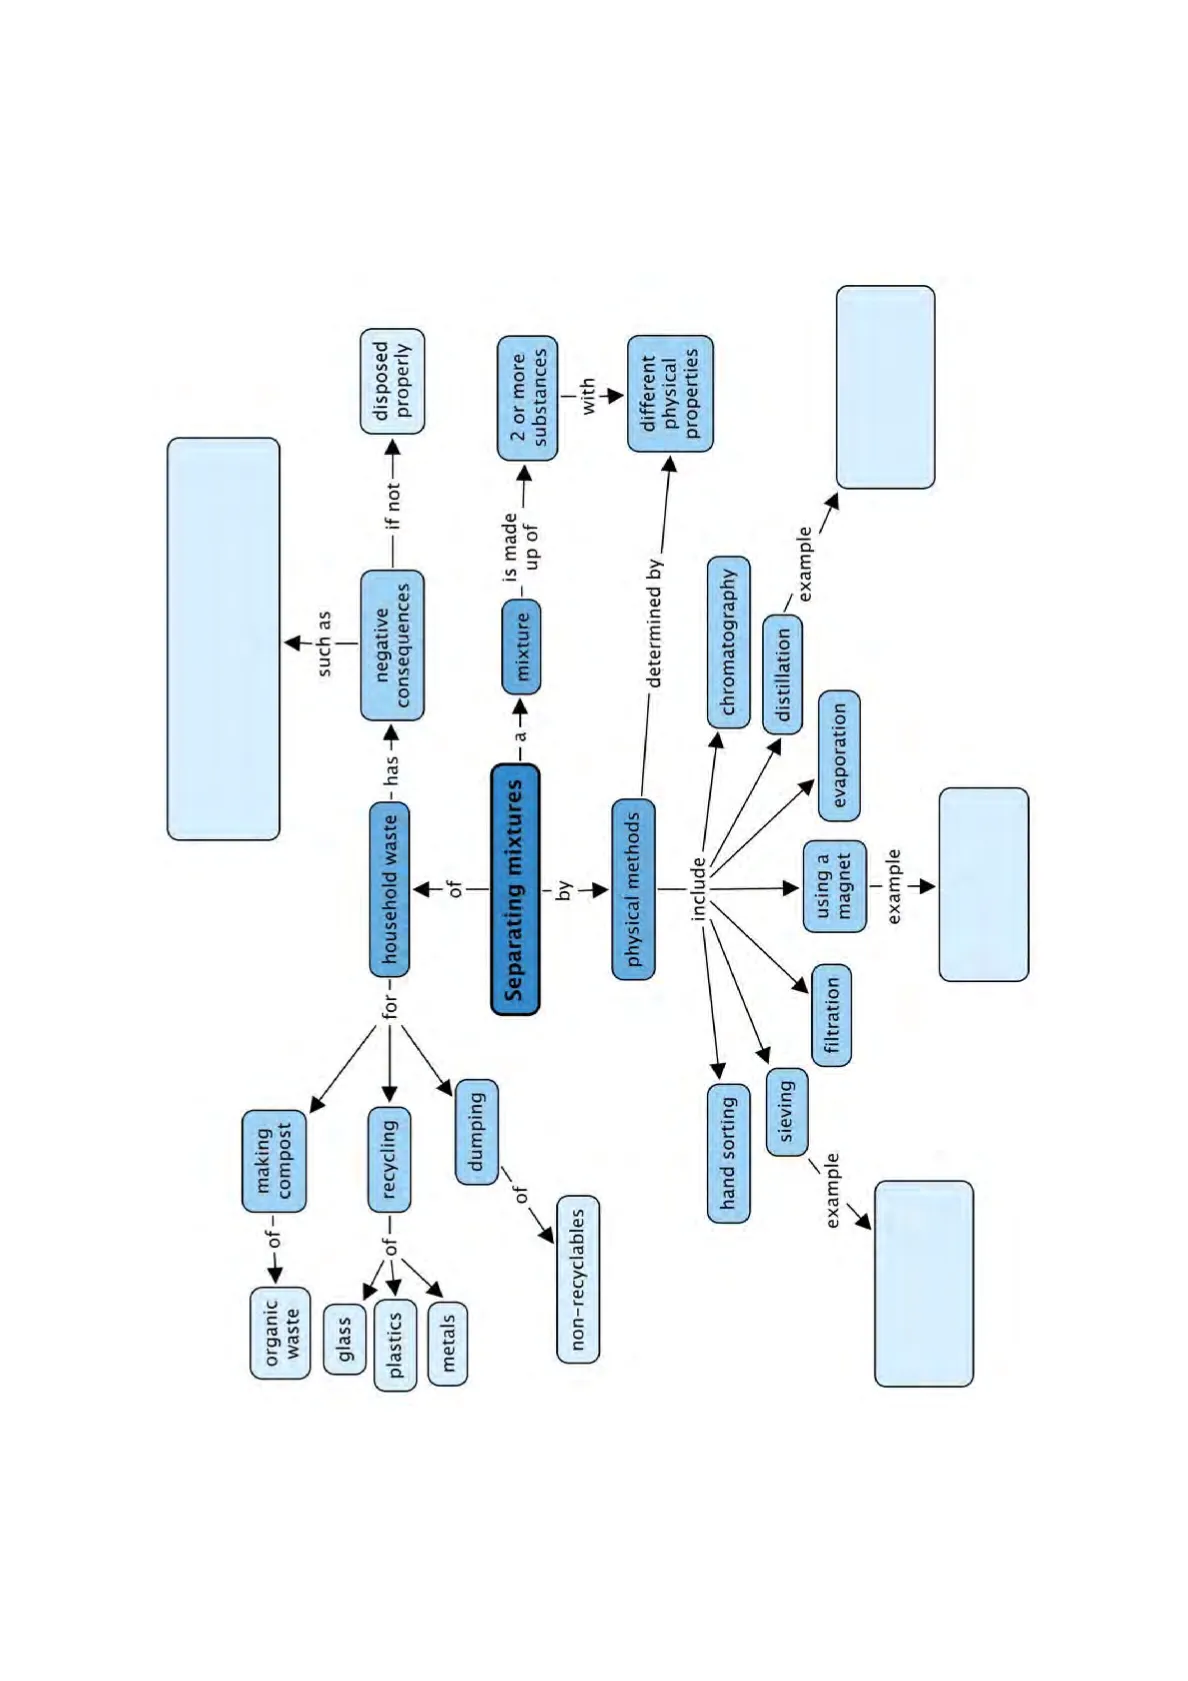 such as
organic
waste
of
making
compost
negative
consequences
if not
disposed
properly
glass
plastics
metals
of
recycling
for
household waste
has
dumping
of
non-recyclables
of
Separating mixtures
a
mixture
is made
up of
2 or more
substances
with
different
physical
properties
by
physical methods
determined by
include
hand sorting
sieving
filtration
using a
magnet
evaporation
distillation
chromatography
example
example
example